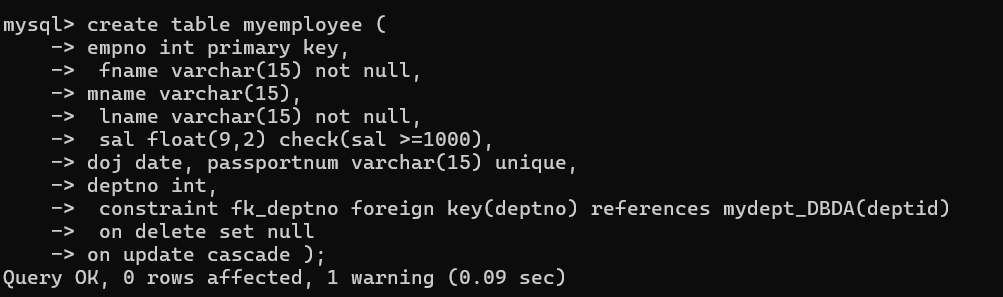 mysql> create table myemployee (
    -> empno int primary key,
    ->  fname varchar(15) not null,
    -> mname varchar(15),
    ->  lname varchar(15) not null,
    ->  sal float(9,2) check(sal >=1000),
    -> doj date, passportnum varchar(15) unique,
    -> deptno int,
    ->  constraint fk_deptno foreign key(deptno) references mydept_DBDA(deptid)
    ->  on delete set null
    -> on update cascade );
Query OK, 0 rows affected, 1 warning (0.09 sec)